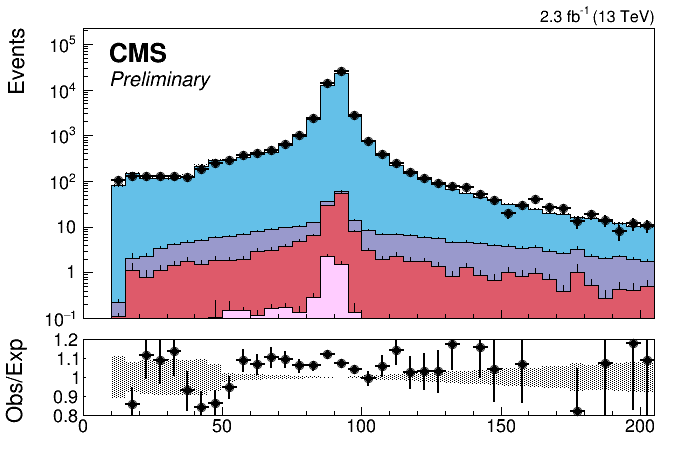 2.3 fb⁻¹ (13 TeV)
Events
CMS
Preliminary
10⁵
10⁴
10³
10²
10
1
10⁻¹
Obs/Exp
1.2
1.1
1
0.9
0.8
0 50 100 150 200